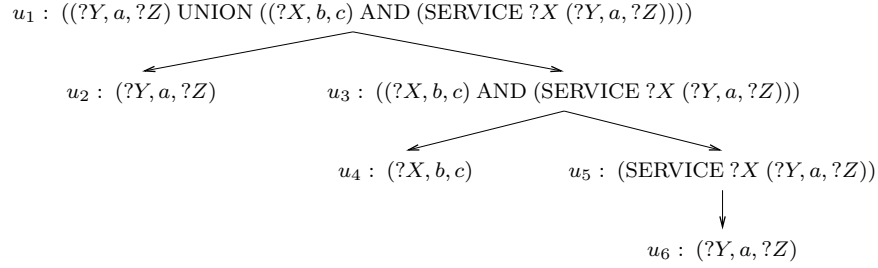 u1 : ((?Y, a, ?Z) UNION ((?X, b, c) AND (SERVICE ?X (?Y, a, ?Z))))
u2 : (?Y, a, ?Z)
u3 : ((?X, b, c) AND (SERVICE ?X (?Y, a, ?Z)))
u4 : (?X, b, c)
u5 : (SERVICE ?X (?Y, a, ?Z))
u6 : (?Y, a, ?Z)